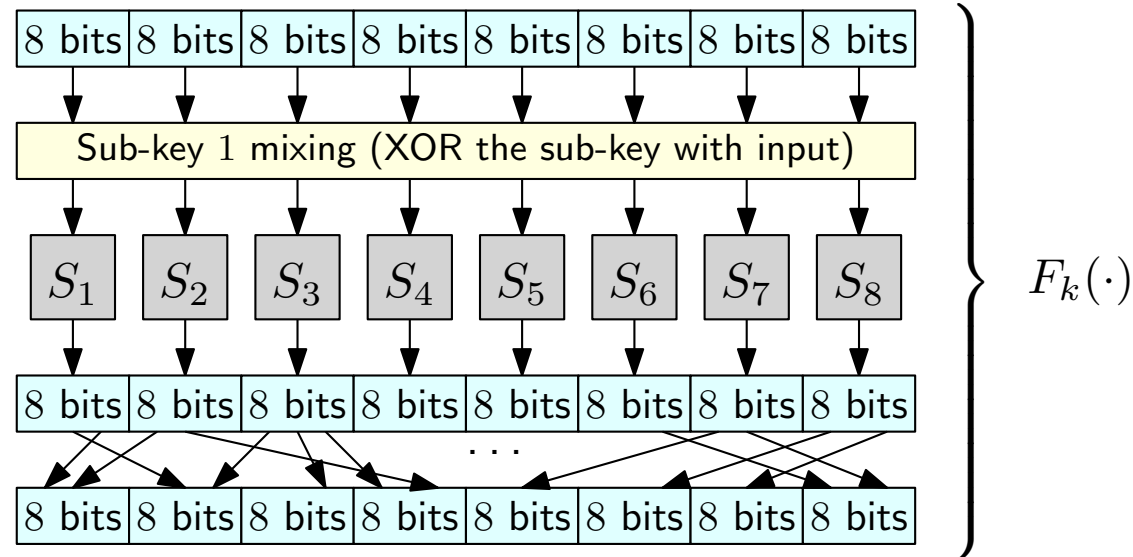 8 bits 8 bits 8 bits 8 bits 8 bits 8 bits 8 bits 8 bits
Sub-key 1 mixing (XOR the sub-key with input)
S₁ S₂ S₃ S₄ S₅ S₆ S₇ S₈
Fₖ(·)
8 bits 8 bits 8 bits 8 bits 8 bits 8 bits 8 bits 8 bits
...
8 bits 8 bits 8 bits 8 bits 8 bits 8 bits 8 bits 8 bits